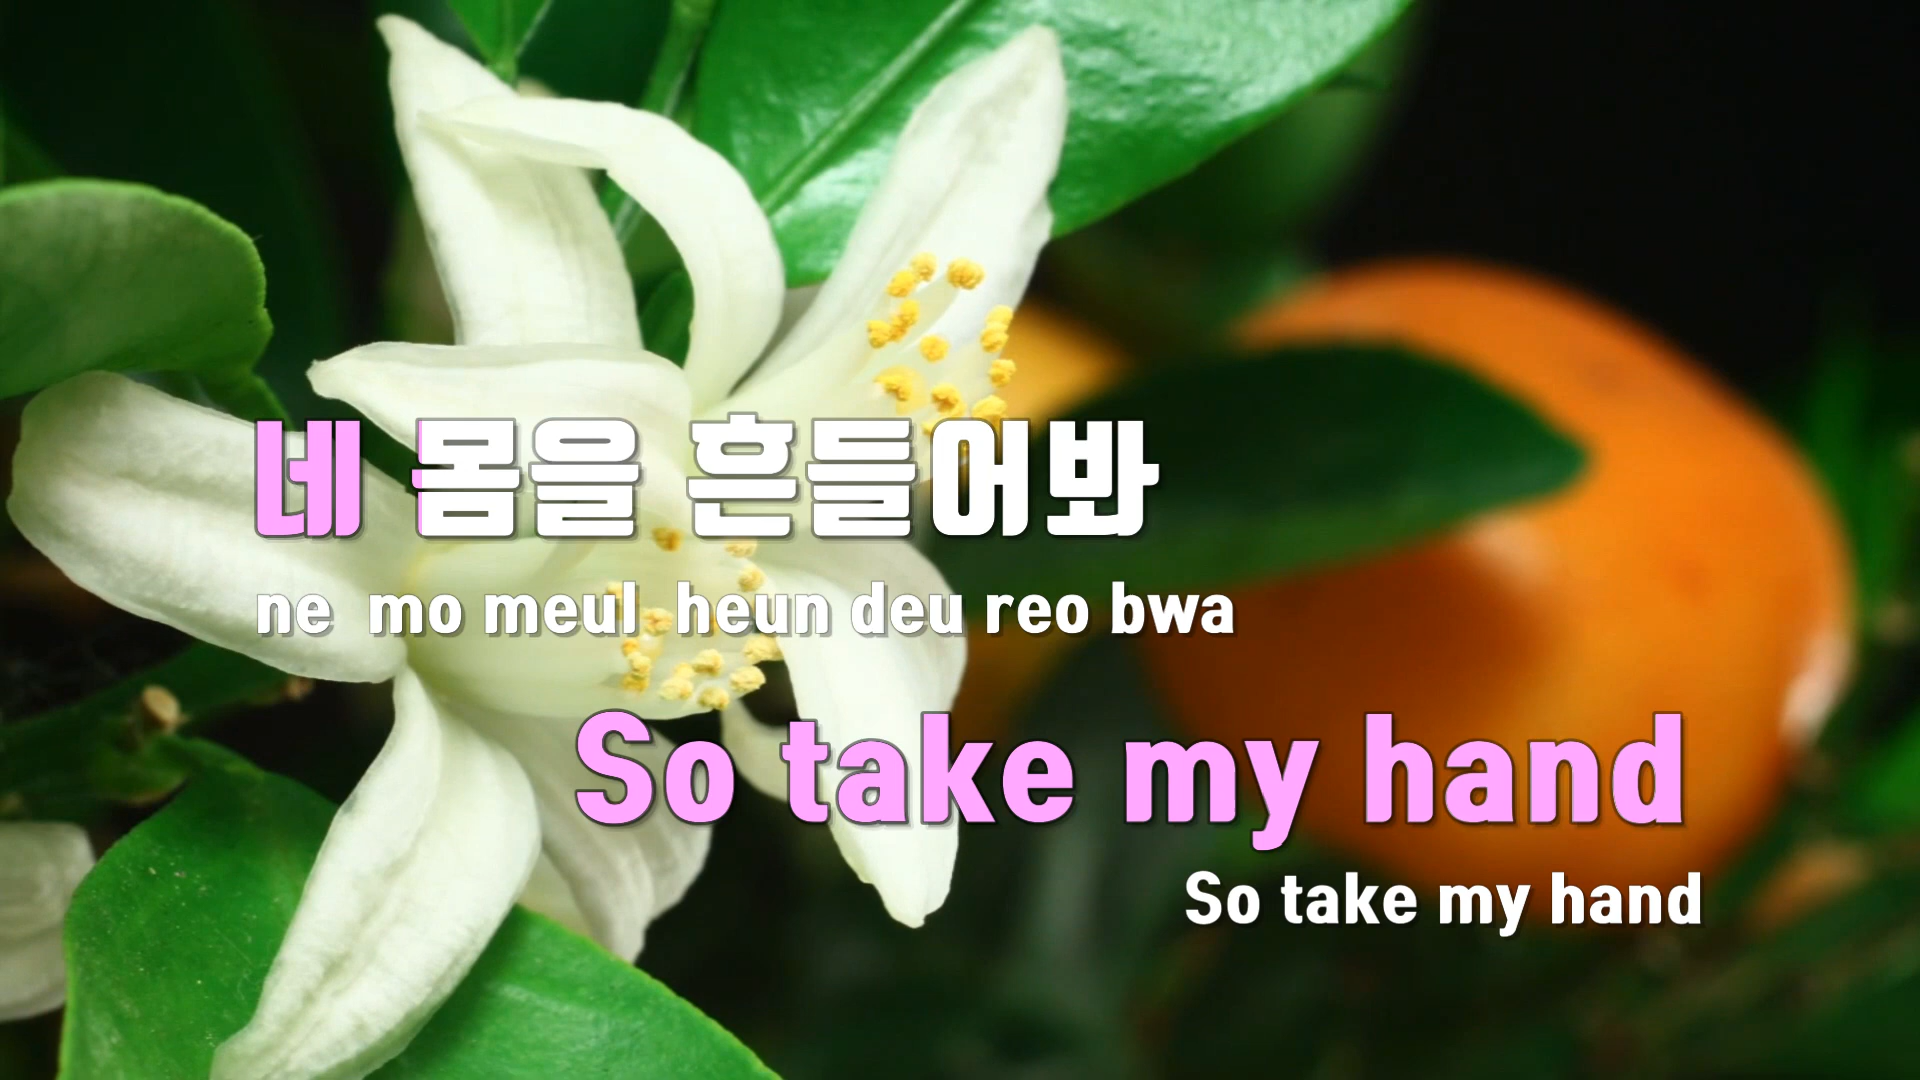 네 몸을 흔들어봐
ne mo meul heun deu reo bwa
So take my hand
So take my hand